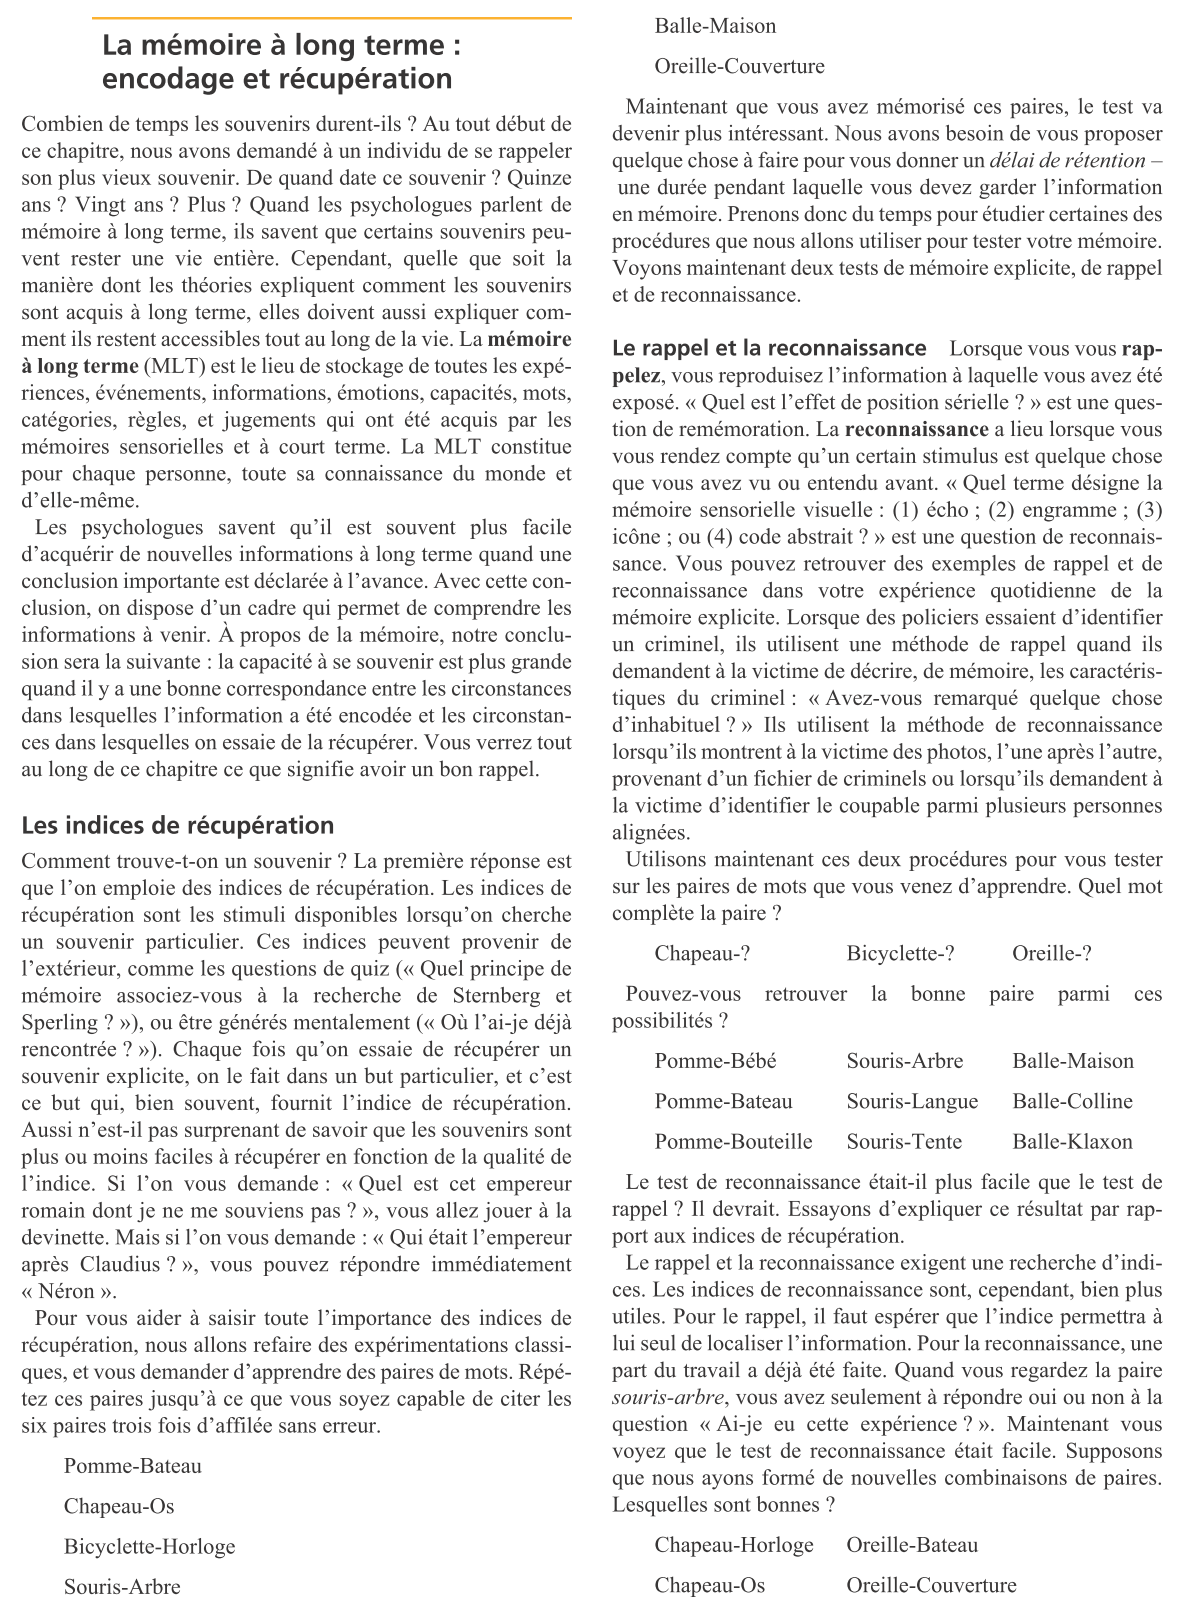 La mémoire à long terme :
encodage et récupération
Combien de temps les souvenirs durent-ils ? Au tout début de
ce chapitre, nous avons demandé à un individu de se rappeler
son plus vieux souvenir. De quand date ce souvenir ? Quinze
ans ? Vingt ans ? Plus ? Quand les psychologues parlent de
mémoire à long terme, ils savent que certains souvenirs peu-
vent rester une vie entière. Cependant, quelle que soit la
manière dont les théories expliquent comment les souvenirs
sont acquis à long terme, elles doivent aussi expliquer com-
ment ils restent accessibles tout au long de la vie. La mémoire
à long terme (MLT) est le lieu de stockage de toutes les expé-
riences, événements, informations, émotions, capacités, mots,
catégories, règles, et jugements qui ont été acquis par les
mémoires sensorielles et à court terme. La MLT constitue
pour chaque personne, toute sa connaissance du monde et
d’elle-même.
Les psychologues savent qu’il est souvent plus facile
d’acquérir de nouvelles informations à long terme quand une
conclusion importante est déclarée à l’avance. Avec cette con-
clusion, on dispose d’un cadre qui permet de comprendre les
informations à venir. À propos de la mémoire, notre conclu-
sion sera la suivante : la capacité à se souvenir est plus grande
quand il y a une bonne correspondance entre les circonstances
dans lesquelles l’information a été encodée et les circonstan-
ces dans lesquelles on essaie de la récupérer. Vous verrez tout
au long de ce chapitre ce que signifie avoir un bon rappel.
Les indices de récupération
Comment trouve-t-on un souvenir ? La première réponse est
que l’on emploie des indices de récupération. Les indices de
récupération sont les stimuli disponibles lorsqu’on cherche
un souvenir particulier. Ces indices peuvent provenir de
l’extérieur, comme les questions de quiz (« Quel principe de
mémoire associez-vous à la recherche de Sternberg et
Sperling ? »), ou être générés mentalement (« Où l’ai-je déjà
rencontrée ? »). Chaque fois qu’on essaie de récupérer un
souvenir explicite, on le fait dans un but particulier, et c’est
ce but qui, bien souvent, fournit l’indice de récupération.
Aussi n’est-il pas surprenant de savoir que les souvenirs sont
plus ou moins faciles à récupérer en fonction de la qualité de
l’indice. Si l’on vous demande : « Quel est cet empereur
romain dont je ne me souviens pas ? », vous allez jouer à la
devinette. Mais si l’on vous demande : « Qui était l’empereur
après Claudius ? », vous pouvez répondre immédiatement
« Néron ».
Pour vous aider à saisir toute l’importance des indices de
récupération, nous allons refaire des expérimentations classi-
ques, et vous demander d’apprendre des paires de mots. Répé-
tez ces paires jusqu’à ce que vous soyez capable de citer les
six paires trois fois d’affilée sans erreur.
Pomme-Bateau
Chapeau-Os
Bicyclette-Horloge
Souris-Arbre
Balle-Maison
Oreille-Couverture
Maintenant que vous avez mémorisé ces paires, le test va
devenir plus intéressant. Nous avons besoin de vous proposer
quelque chose à faire pour vous donner un délai de rétention –
une durée pendant laquelle vous devez garder l’information
en mémoire. Prenons donc du temps pour étudier certaines des
procédures que nous allons utiliser pour tester votre mémoire.
Voyons maintenant deux tests de mémoire explicite, de rappel
et de reconnaissance.
Le rappel et la reconnaissance Lorsque vous vous rap-
pelez, vous reproduisez l’information à laquelle vous avez été
exposé. « Quel est l’effet de position sérielle ? » est une ques-
tion de remémoration. La reconnaissance a lieu lorsque vous
vous rendez compte qu’un certain stimulus est quelque chose
que vous avez vu ou entendu avant. « Quel terme désigne la
mémoire sensorielle visuelle : (1) écho ; (2) engramme ; (3)
icône ; ou (4) code abstrait ? » est une question de reconnais-
sance. Vous pouvez retrouver des exemples de rappel et de
reconnaissance dans votre expérience quotidienne de la
mémoire explicite. Lorsque des policiers essaient d’identifier
un criminel, ils utilisent une méthode de rappel quand ils
demandent à la victime de décrire, de mémoire, les caractéris-
tiques du criminel : « Avez-vous remarqué quelque chose
d’inhabituel ? » Ils utilisent la méthode de reconnaissance
lorsqu’ils montrent à la victime des photos, l’une après l’autre,
provenant d’un fichier de criminels ou lorsqu’ils demandent à
la victime d’identifier le coupable parmi plusieurs personnes
alignées.
Utilisons maintenant ces deux procédures pour vous tester
sur les paires de mots que vous venez d’apprendre. Quel mot
complète la paire ?
Chapeau-? Bicyclette-? Oreille-?
Pouvez-vous retrouver la bonne paire parmi ces
possibilités ?
Pomme-Bébé Souris-Arbre Balle-Maison
Pomme-Bateau Souris-Langue Balle-Colline
Pomme-Bouteille Souris-Tente Balle-Klaxon
Le test de reconnaissance était-il plus facile que le test de
rappel ? Il devrait. Essayons d’expliquer ce résultat par rap-
port aux indices de récupération.
Le rappel et la reconnaissance exigent une recherche d’indi-
ces. Les indices de reconnaissance sont, cependant, bien plus
utiles. Pour le rappel, il faut espérer que l’indice permettra à
lui seul de localiser l’information. Pour la reconnaissance, une
part du travail a déjà été faite. Quand vous regardez la paire
souris-arbre, vous avez seulement à répondre oui ou non à la
question « Ai-je eu cette expérience ? ». Maintenant vous
voyez que le test de reconnaissance était facile. Supposons
que nous ayons formé de nouvelles combinaisons de paires.
Lesquelles sont bonnes ?
Chapeau-Horloge Oreille-Bateau
Chapeau-Os Oreille-Couverture